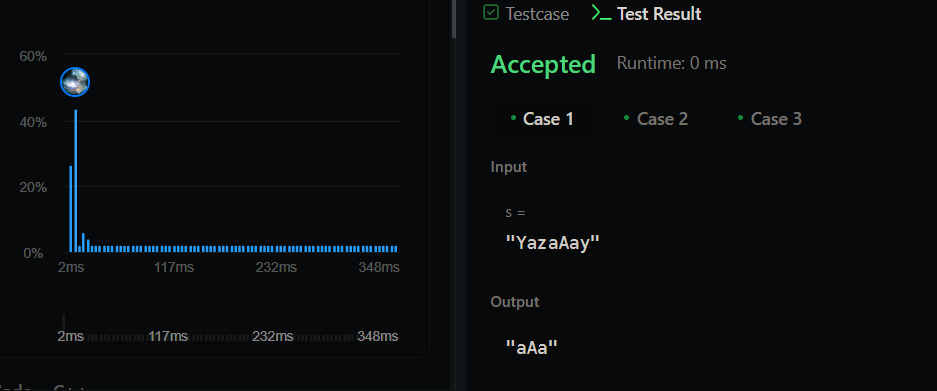 60%
40%
20%
0%
2ms 117ms 232ms 348ms
2ms 117ms 232ms 348ms
Testcase
Test Result
Accepted Runtime: 0 ms
Case 1 Case 2 Case 3
Input
s =
"YazaAay"
Output
"aAa"